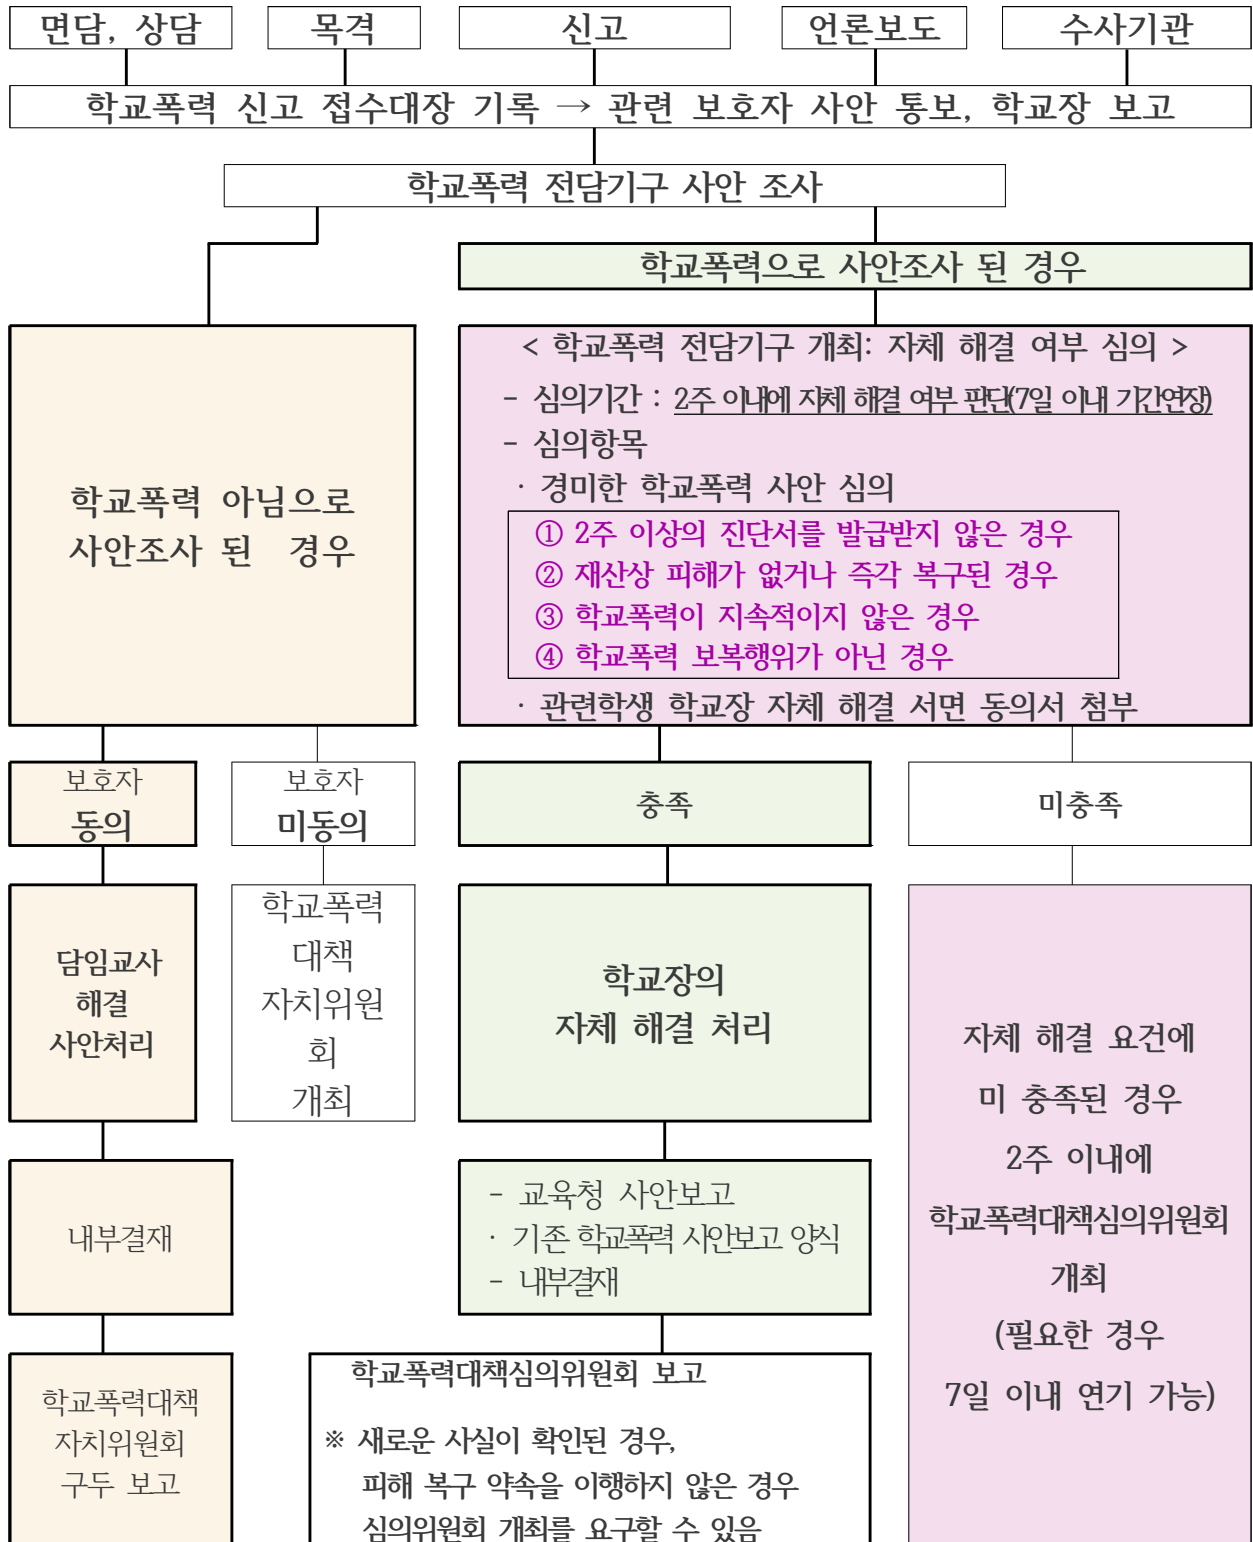 면담, 상담
목격
신고
언론보도
수사기관
학교폭력 신고 접수대장 기록 → 관련 보호자 사안 통보, 학교장 보고
학교폭력 전담기구 사안 조사
학교폭력으로 사안조사 된 경우
학교폭력 아님으로
사안조사 된 경우
< 학교폭력 전담기구 개최: 자체 해결 여부 심의 >
- 심의기간 : 2주 이내에 자체 해결 여부 판단(7일 이내 기간연장)
- 심의항목
· 경미한 학교폭력 사안 심의
① 2주 이상의 진단서를 발급받지 않은 경우
② 재산상 피해가 없거나 즉각 복구된 경우
③ 학교폭력이 지속적이지 않은 경우
④ 학교폭력 보복행위가 아닌 경우
· 관련학생 학교장 자체 해결 서면 동의서 첨부
보호자
동의
보호자
미동의
충족
미충족
담임교사
해결
사안처리
학교폭력
대책
자치위원
회
개최
학교장의
자체 해결 처리
자체 해결 요건에
미 충족된 경우
2주 이내에
학교폭력대책심의위원회
개최
(필요한 경우
7일 이내 연기 가능)
내부결재
- 교육청 사안보고
· 기존 학교폭력 사안보고 양식
- 내부결재
학교폭력대책
자치위원회
구두 보고
학교폭력대책심의위원회 보고
※ 새로운 사실이 확인된 경우,
피해 복구 약속을 이행하지 않은 경우
심의위원회 개최를 요구할 수 있음